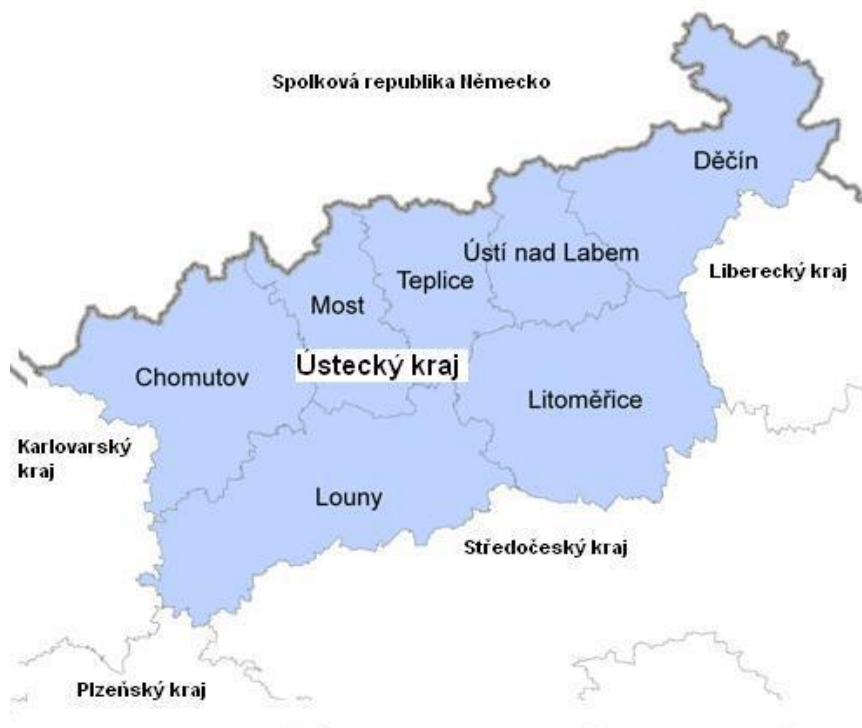 Spolková republika Německo
Děčín
Ústí nad Labem
Liberecký kraj
Teplice
Most
Ústecký kraj
Chomutov
Litoměřice
Karlovarský
kraj
Louny
Středočeský kraj
Plzeňský kraj